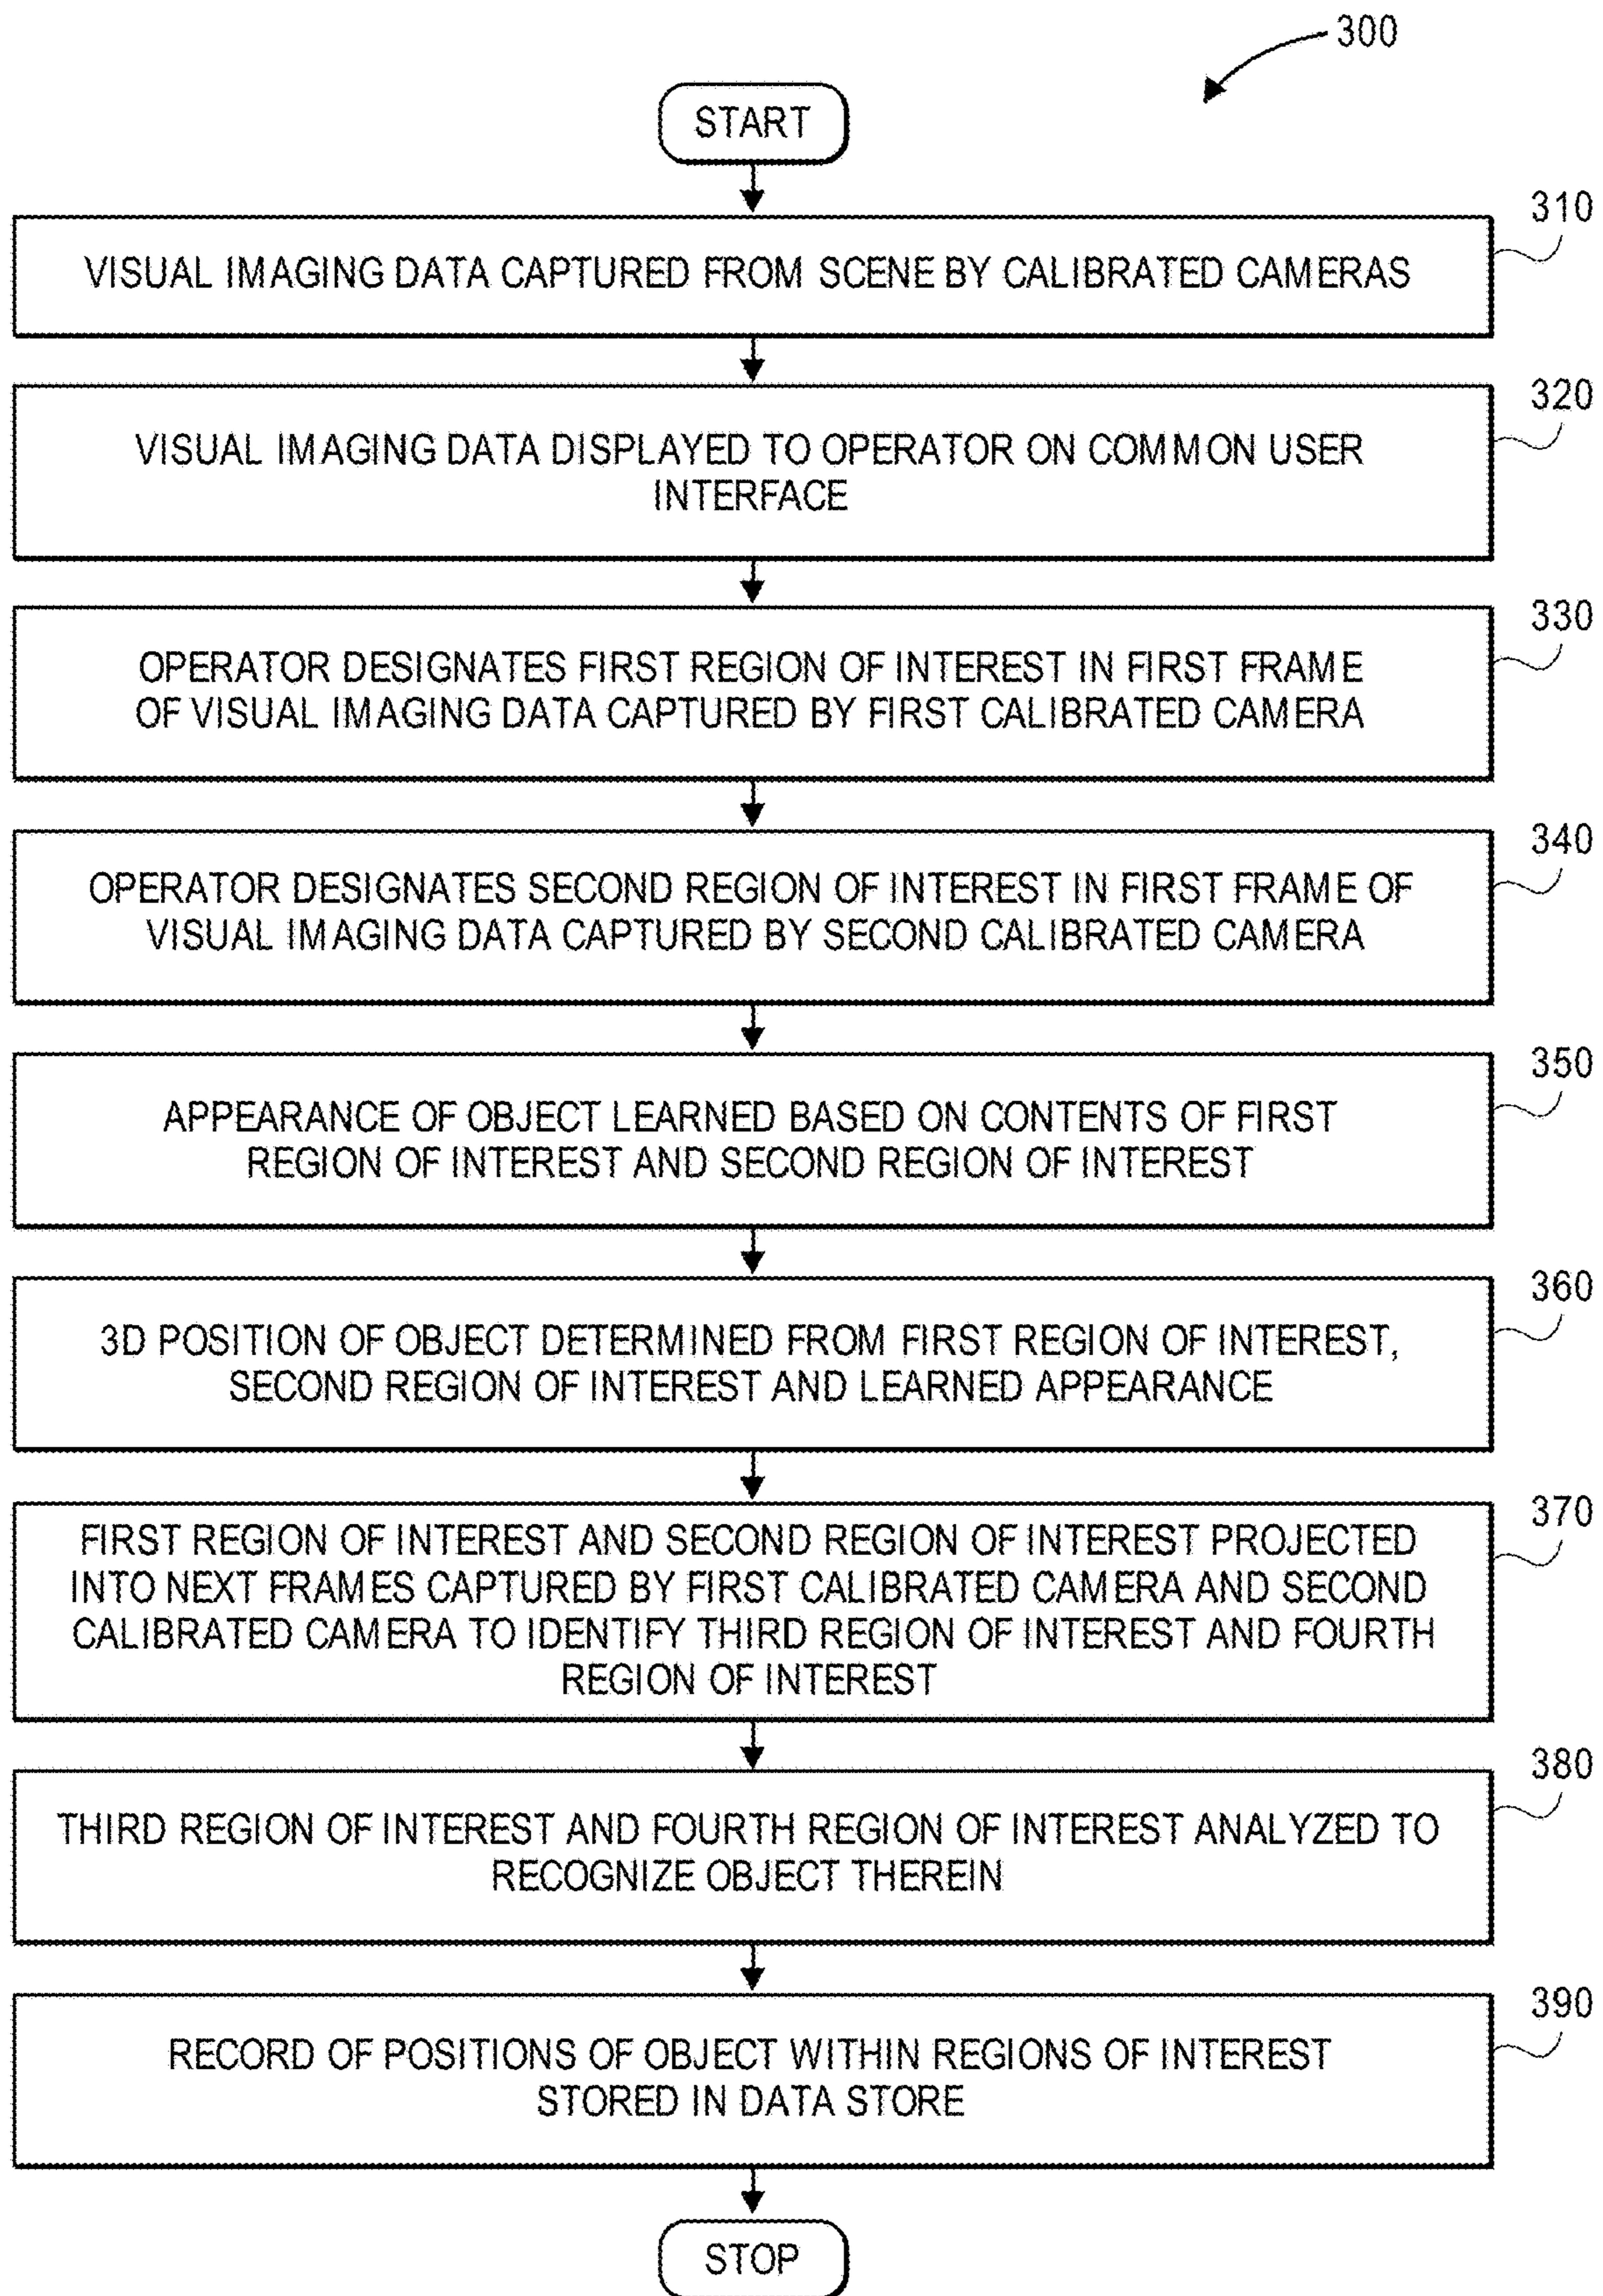 300
START
310
VISUAL IMAGING DATA CAPTURED FROM SCENE BY CALIBRATED CAMERAS
320
VISUAL IMAGING DATA DISPLAYED TO OPERATOR ON COMMON USER
INTERFACE
330
OPERATOR DESIGNATES FIRST REGION OF INTEREST IN FIRST FRAME
OF VISUAL IMAGING DATA CAPTURED BY FIRST CALIBRATED CAMERA
340
OPERATOR DESIGNATES SECOND REGION OF INTEREST IN FIRST FRAME OF
VISUAL IMAGING DATA CAPTURED BY SECOND CALIBRATED CAMERA
350
APPEARANCE OF OBJECT LEARNED BASED ON CONTENTS OF FIRST
REGION OF INTEREST AND SECOND REGION OF INTEREST
360
3D POSITION OF OBJECT DETERMINED FROM FIRST REGION OF INTEREST,
SECOND REGION OF INTEREST AND LEARNED APPEARANCE
370
FIRST REGION OF INTEREST AND SECOND REGION OF INTEREST PROJECTED
INTO NEXT FRAMES CAPTURED BY FIRST CALIBRATED CAMERA AND SECOND
CALIBRATED CAMERA TO IDENTIFY THIRD REGION OF INTEREST AND FOURTH
REGION OF INTEREST
380
THIRD REGION OF INTEREST AND FOURTH REGION OF INTEREST ANALYZED TO
RECOGNIZE OBJECT THEREIN
390
RECORD OF POSITIONS OF OBJECT WITHIN REGIONS OF INTEREST
STORED IN DATA STORE
STOP